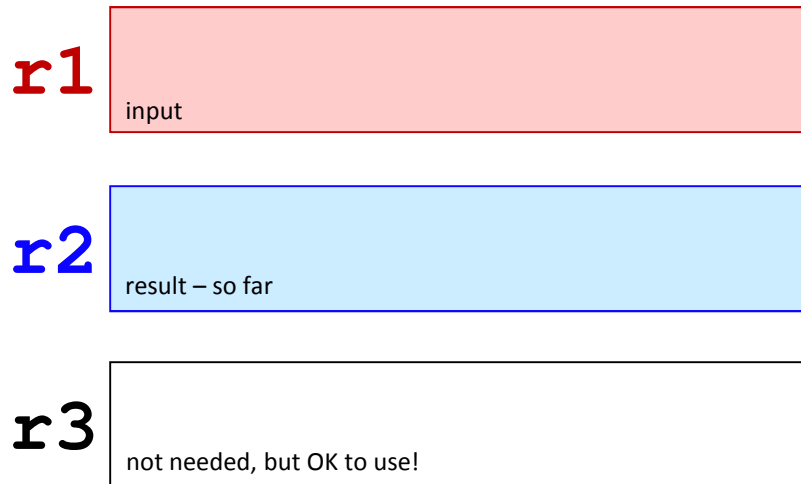 r1
input
r2
result – so far
r3
not needed, but OK to use!